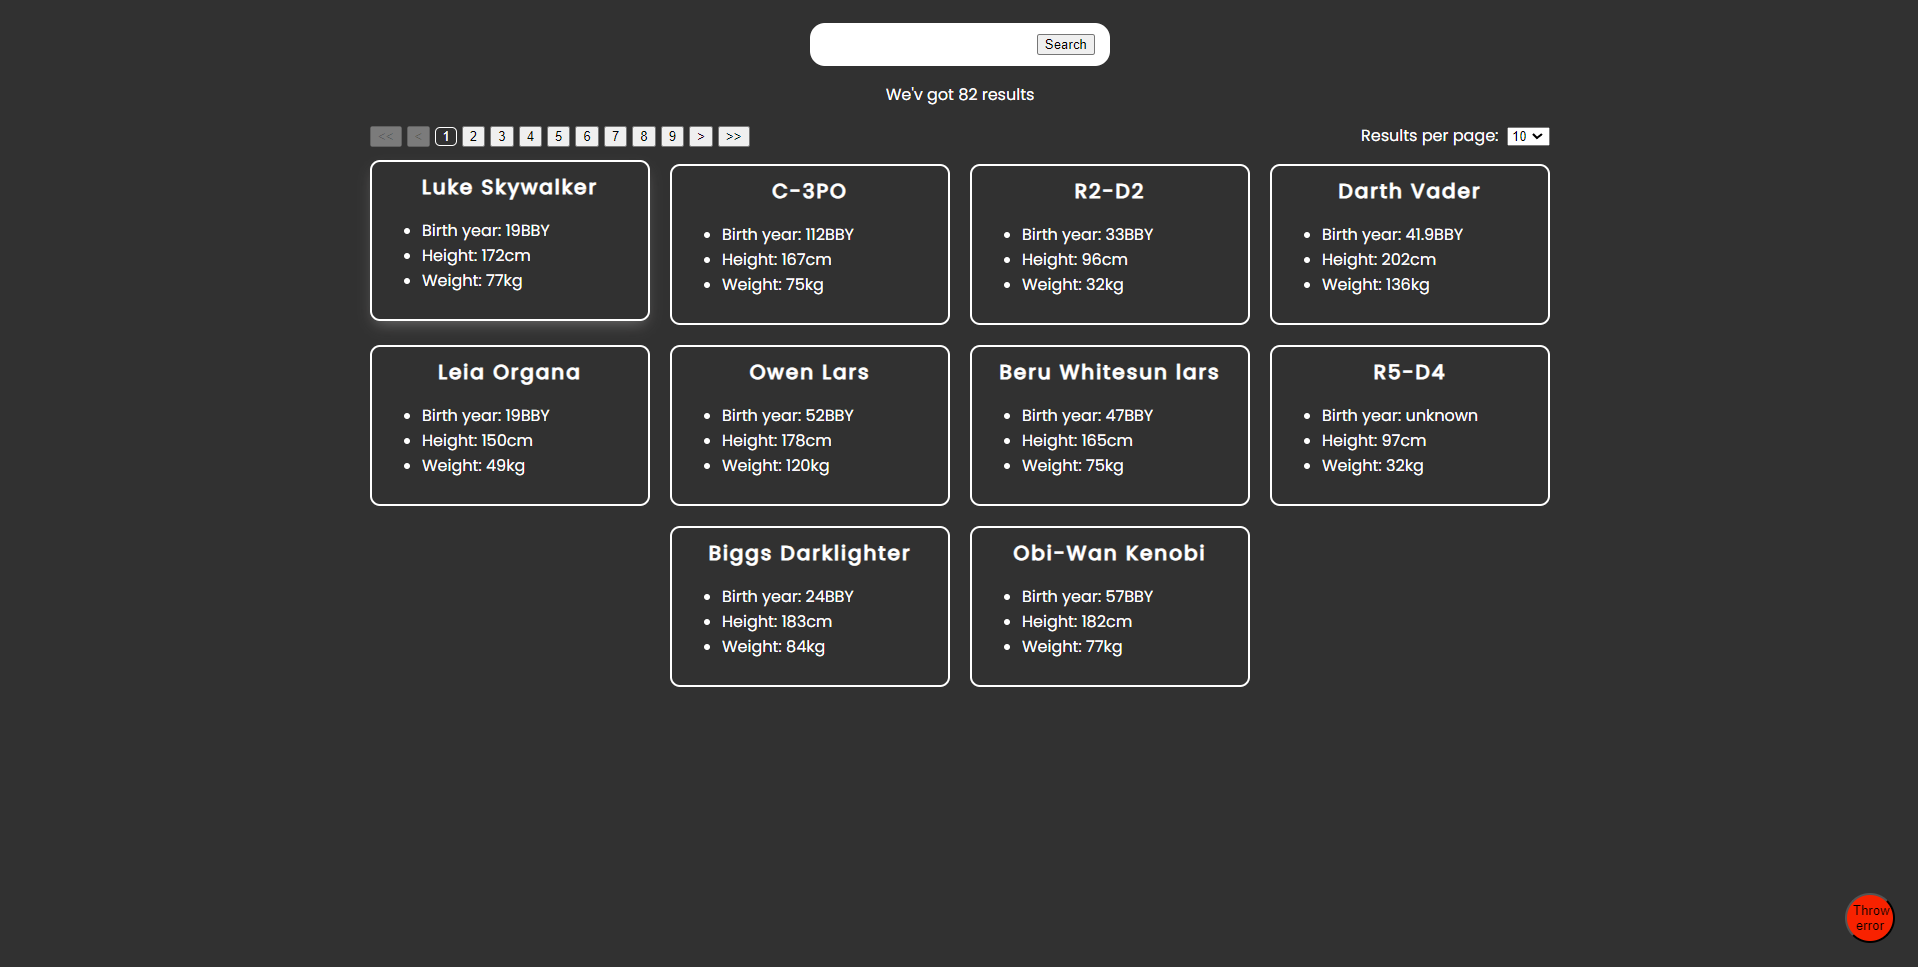 Search
We'v got 82 results
<< < 1 2 3 4 5 6 7 8 9 > >> Results per page: 10
Luke Skywalker
Birth year: 19BBY
Height: 172cm
Weight: 77kg
C-3PO
Birth year: 112BBY
Height: 167cm
Weight: 75kg
R2-D2
Birth year: 33BBY
Height: 96cm
Weight: 32kg
Darth Vader
Birth year: 41.9BBY
Height: 202cm
Weight: 136kg
Leia Organa
Birth year: 19BBY
Height: 150cm
Weight: 49kg
Owen Lars
Birth year: 52BBY
Height: 178cm
Weight: 120kg
Beru Whitesun lars
Birth year: 47BBY
Height: 165cm
Weight: 75kg
R5-D4
Birth year: unknown
Height: 97cm
Weight: 32kg
Biggs Darklighter
Birth year: 24BBY
Height: 183cm
Weight: 84kg
Obi-Wan Kenobi
Birth year: 57BBY
Height: 182cm
Weight: 77kg
Throw
error